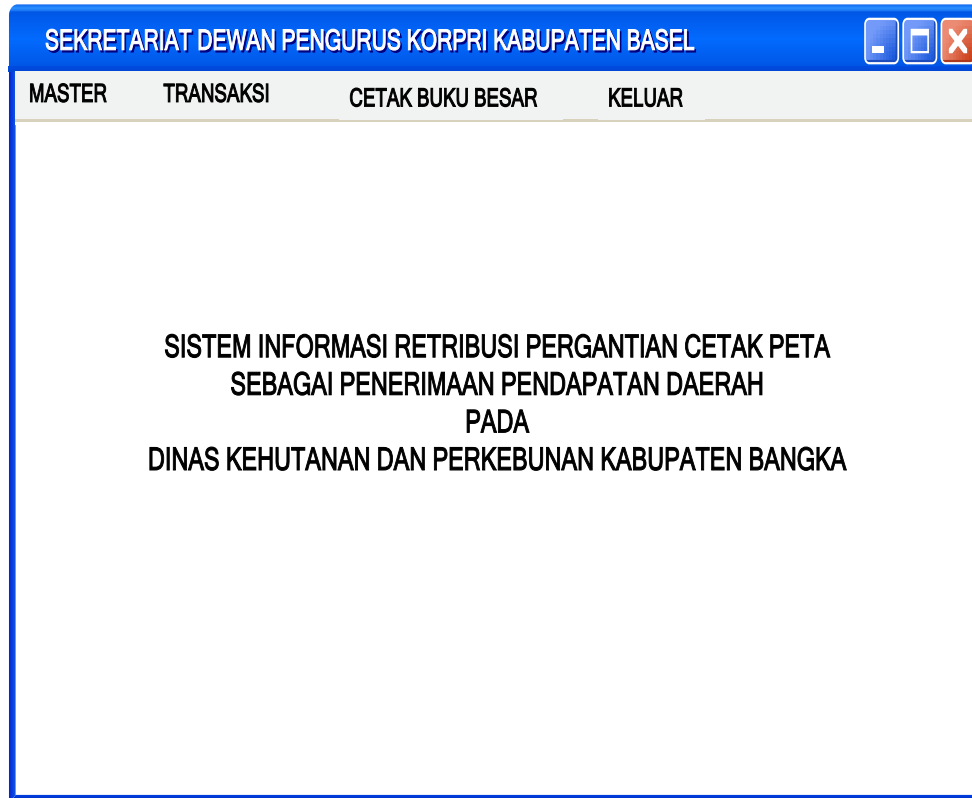 SEKRETARIAT DEWAN PENGURUS KORPRI KABUPATEN BASEL
MASTER TRANSAKSI CETAK BUKU BESAR KELUAR
SISTEM INFORMASI RETRIBUSI PERGANTIAN CETAK PETA
SEBAGAI PENERIMAAN PENDAPATAN DAERAH
PADA
DINAS KEHUTANAN DAN PERKEBUNAN KABUPATEN BANGKA